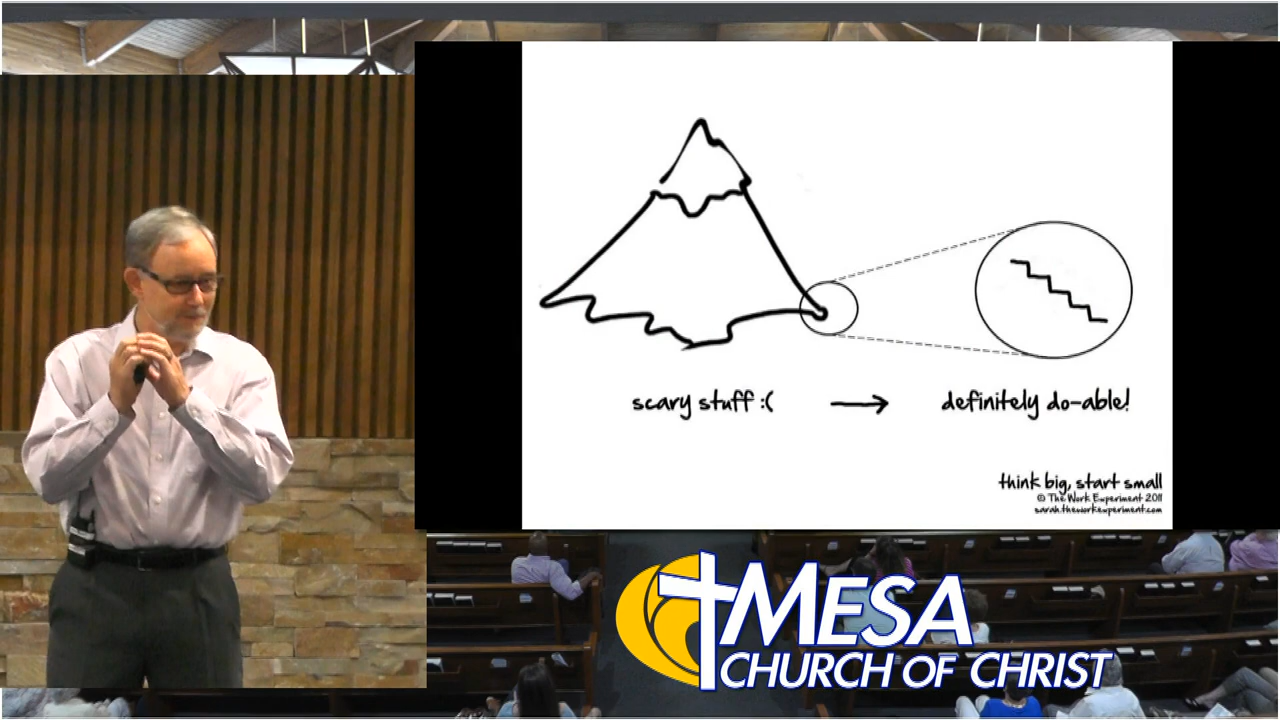 scary stuff :(
definitely do-able!
think big, start small
© The Work Experiment 2011
sarah.theworkexperiment.com
MESA
CHURCH OF CHRIST